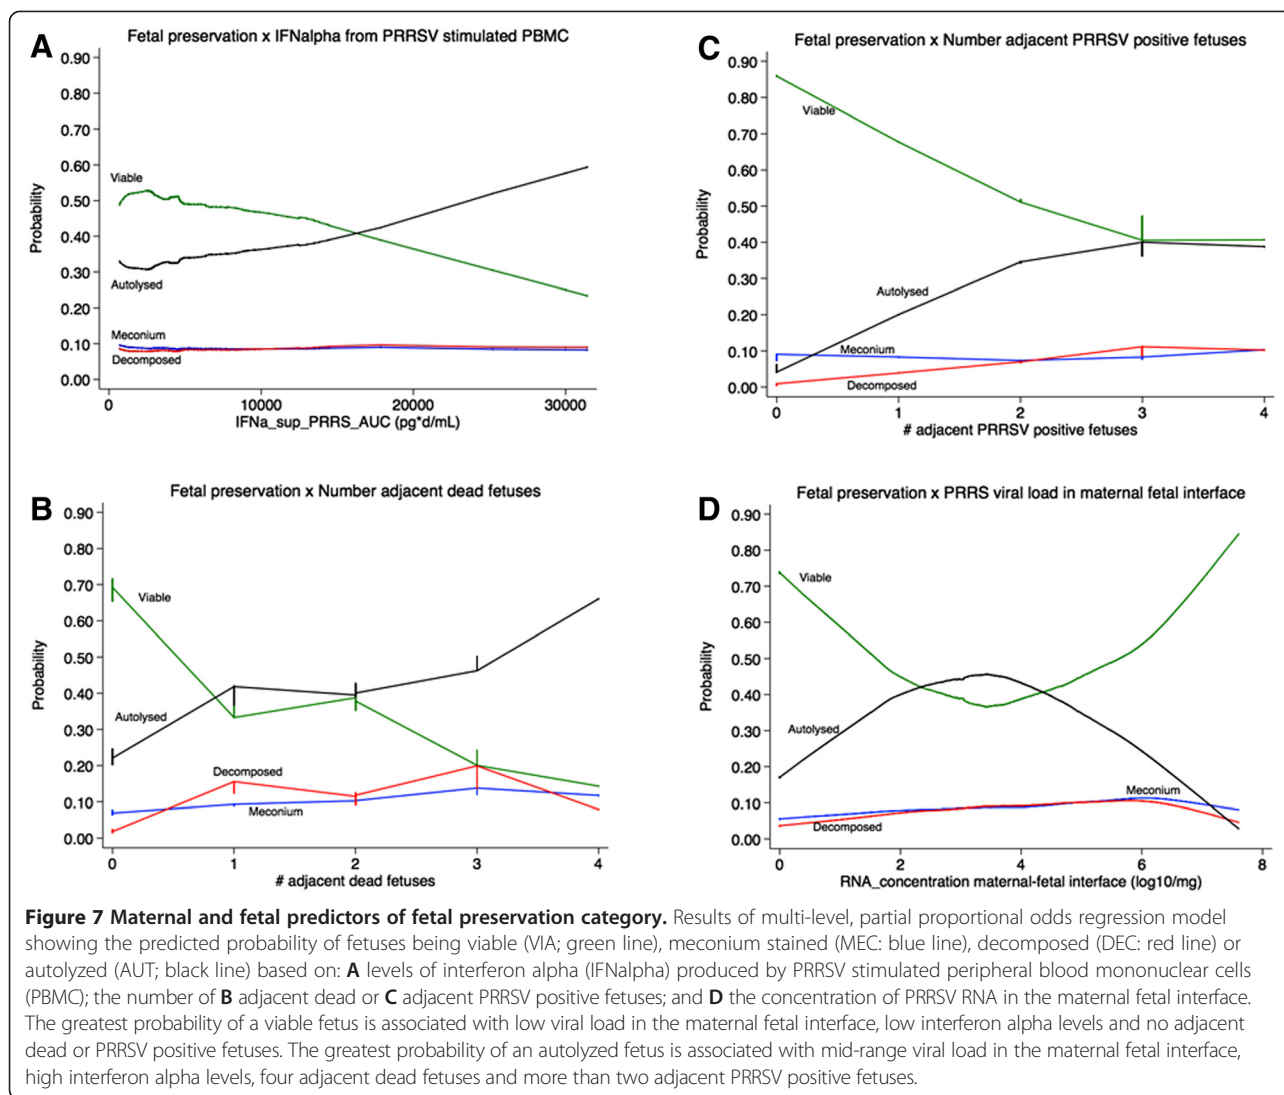 A
Fetal preservation x IFNalpha from PRRSV stimulated PBMC
0.90
0.80
0.70
0.60
0.50
0.40
0.30
0.20
0.10
0.00
Probability
Viable
Autolysed
Meconium
Decomposed
0 10000 20000 30000
IFNa_sup_PRRS_AUC (pg*d/mL)
C
Fetal preservation x Number adjacent PRRSV positive fetuses
0.90
0.80
0.70
0.60
0.50
0.40
0.30
0.20
0.10
0.00
Probability
Viable
Autolysed
Meconium
Decomposed
0 1 2 3 4
# adjacent PRRSV positive fetuses
B
Fetal preservation x Number adjacent dead fetuses
0.90
0.80
0.70
0.60
0.50
0.40
0.30
0.20
0.10
0.00
Probability
Viable
Autolysed
Decomposed
Meconium
0 1 2 3 4
# adjacent dead fetuses
D
Fetal preservation x PRRS viral load in maternal fetal interface
0.90
0.80
0.70
0.60
0.50
0.40
0.30
0.20
0.10
0.00
Probability
Viable
Autolysed
Meconium
Decomposed
0 2 4 6 8
RNA_concentration maternal-fetal interface (log10/mg)
Figure 7 Maternal and fetal predictors of fetal preservation category. Results of multi-level, partial proportional odds regression model
showing the predicted probability of fetuses being viable (VIA; green line), meconium stained (MEC: blue line), decomposed (DEC: red line) or
autolyzed (AUT; black line) based on: A levels of interferon alpha (IFNalpha) produced by PRRSV stimulated peripheral blood mononuclear cells
(PBMC); the number of B adjacent dead or C adjacent PRRSV positive fetuses; and D the concentration of PRRSV RNA in the maternal fetal interface.
The greatest probability of a viable fetus is associated with low viral load in the maternal fetal interface, low interferon alpha levels and no adjacent
dead or PRRSV positive fetuses. The greatest probability of an autolyzed fetus is associated with mid-range viral load in the maternal fetal interface,
high interferon alpha levels, four adjacent dead fetuses and more than two adjacent PRRSV positive fetuses.